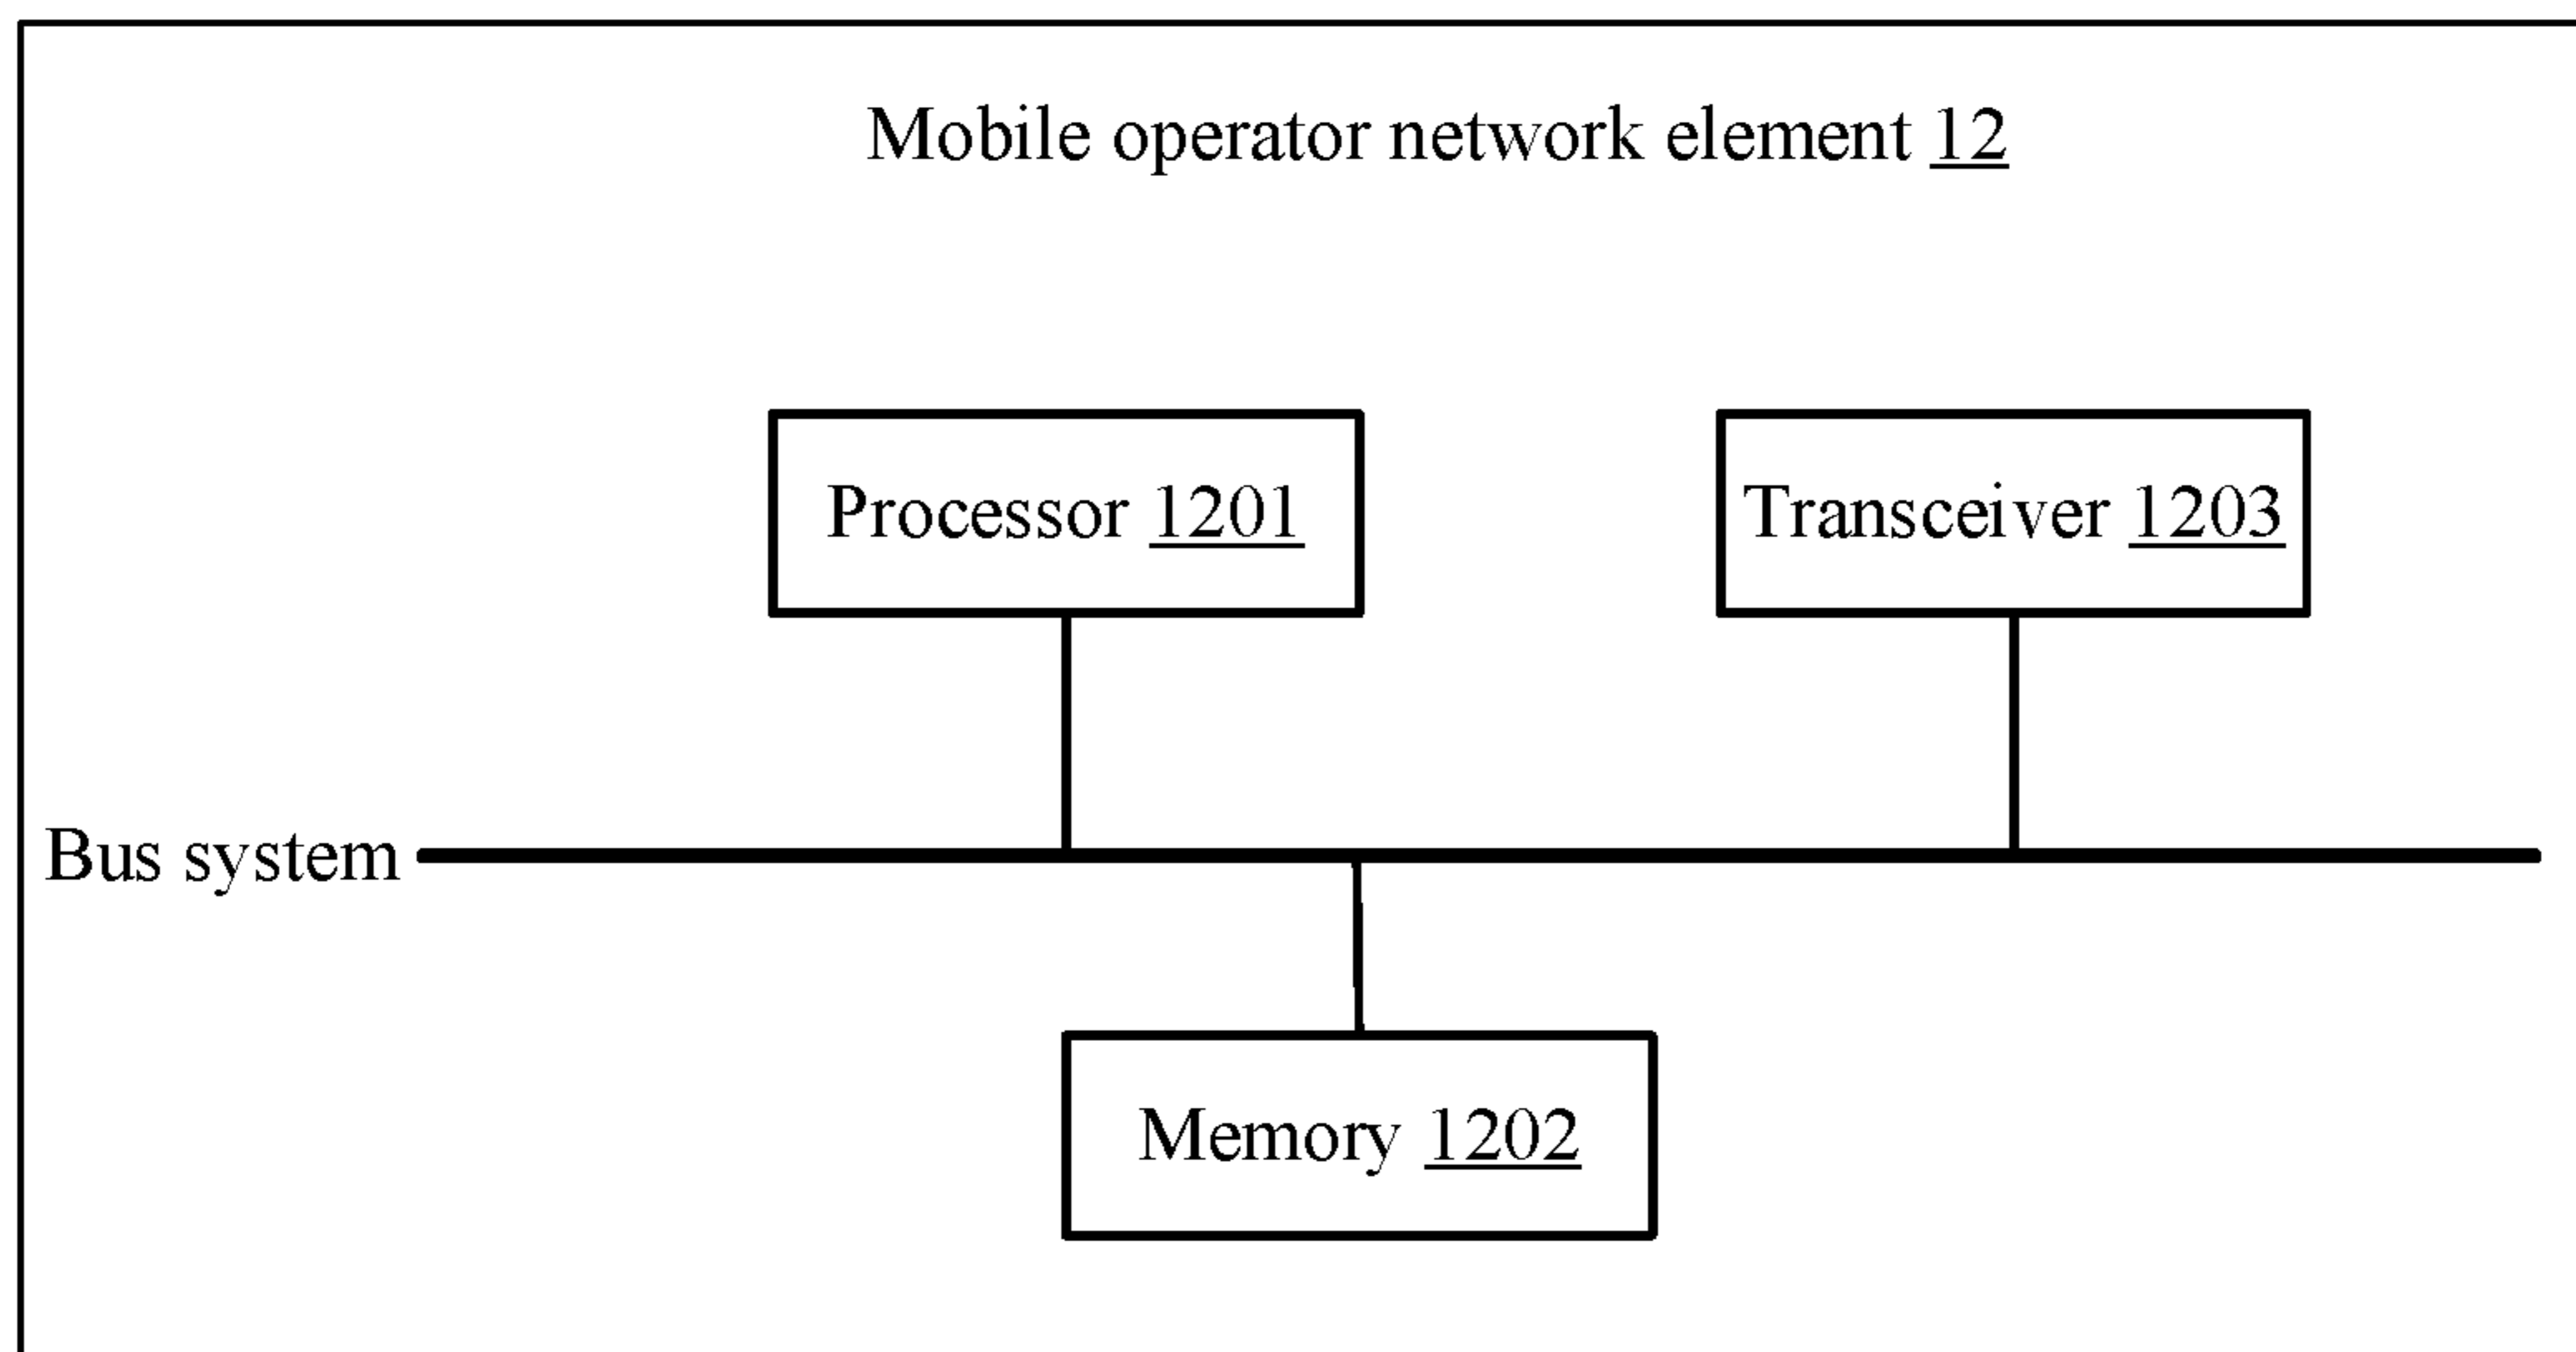 Mobile operator network element 12
Processor 1201
Transceiver 1203
Bus system
Memory 1202